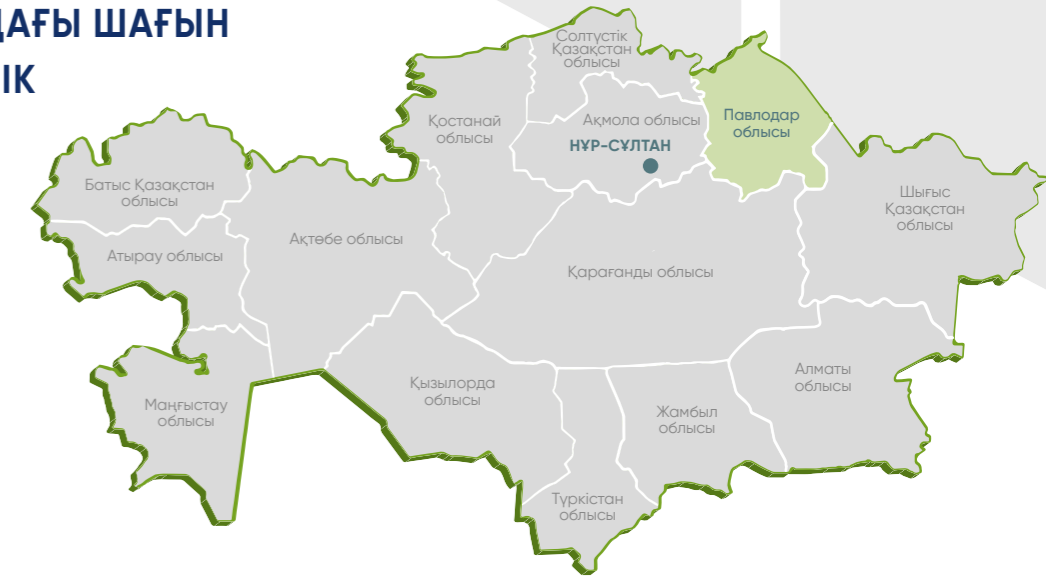 ДАҒЫ ШАҒЫН
ІК
Солтүстік
Қазақстан
облысы
Павлодар
облысы
Қостанай
облысы
Ақмола облысы
НҰР-СҰЛТАН
Батыс Қазақстан
облысы
Шығыс
Қазақстан
облысы
Ақтөбе облысы
Атырау облысы
Қарағанды облысы
Алматы
облысы
Қызылорда
облысы
Маңғыстау
облысы
Жамбыл
облысы
Түркістан
облысы